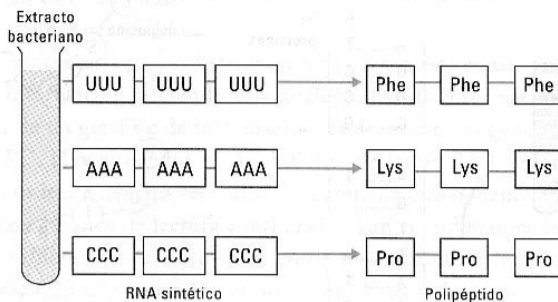 Extracto
bacteriano
UUU UUU UUU Phe Phe Phe
AAA AAA AAA Lys Lys Lys
CCC CCC CCC Pro Pro Pro
RNA sintético Polipéptido